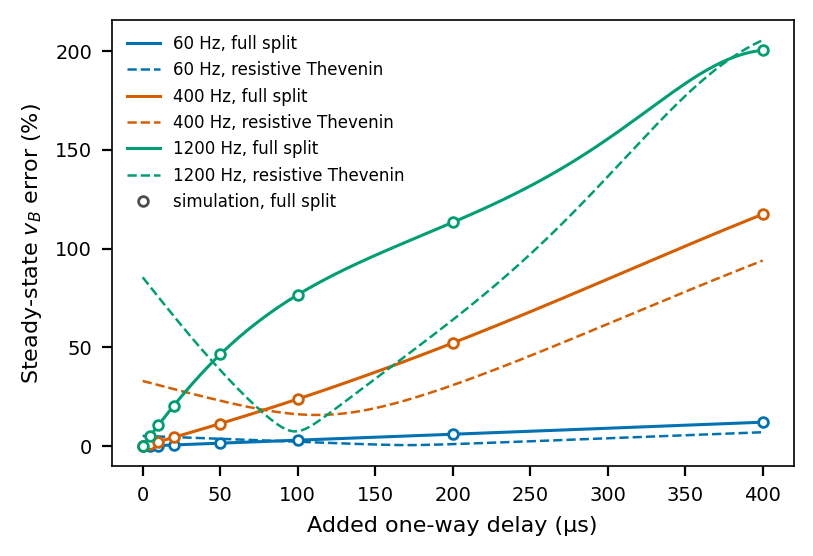 60 Hz, full split
60 Hz, resistive Thevenin
400 Hz, full split
400 Hz, resistive Thevenin
1200 Hz, full split
1200 Hz, resistive Thevenin
simulation, full split
Steady-state v_B error (%)
200
150
100
50
0
0 50 100 150 200 250 300 350 400
Added one-way delay (µs)